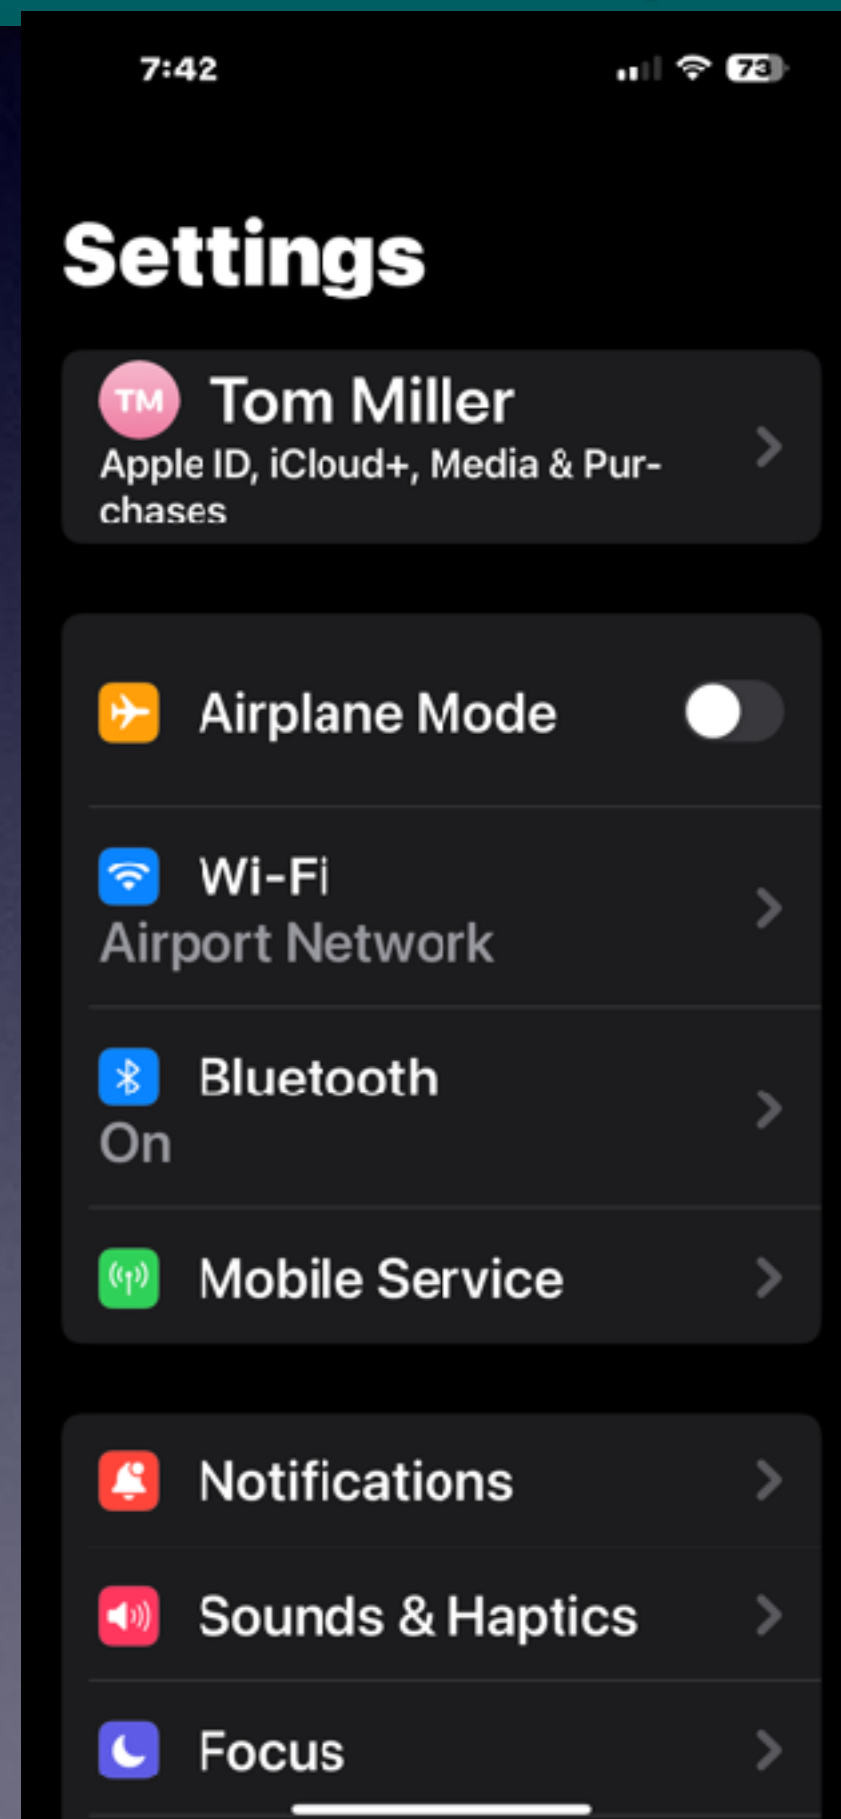 7:42
73
Settings
TM Tom Miller
Apple ID, iCloud+, Media & Pur-
chases
Airplane Mode
Wi-Fi
Airport Network
Bluetooth
On
Mobile Service
Notifications
Sounds & Haptics
Focus